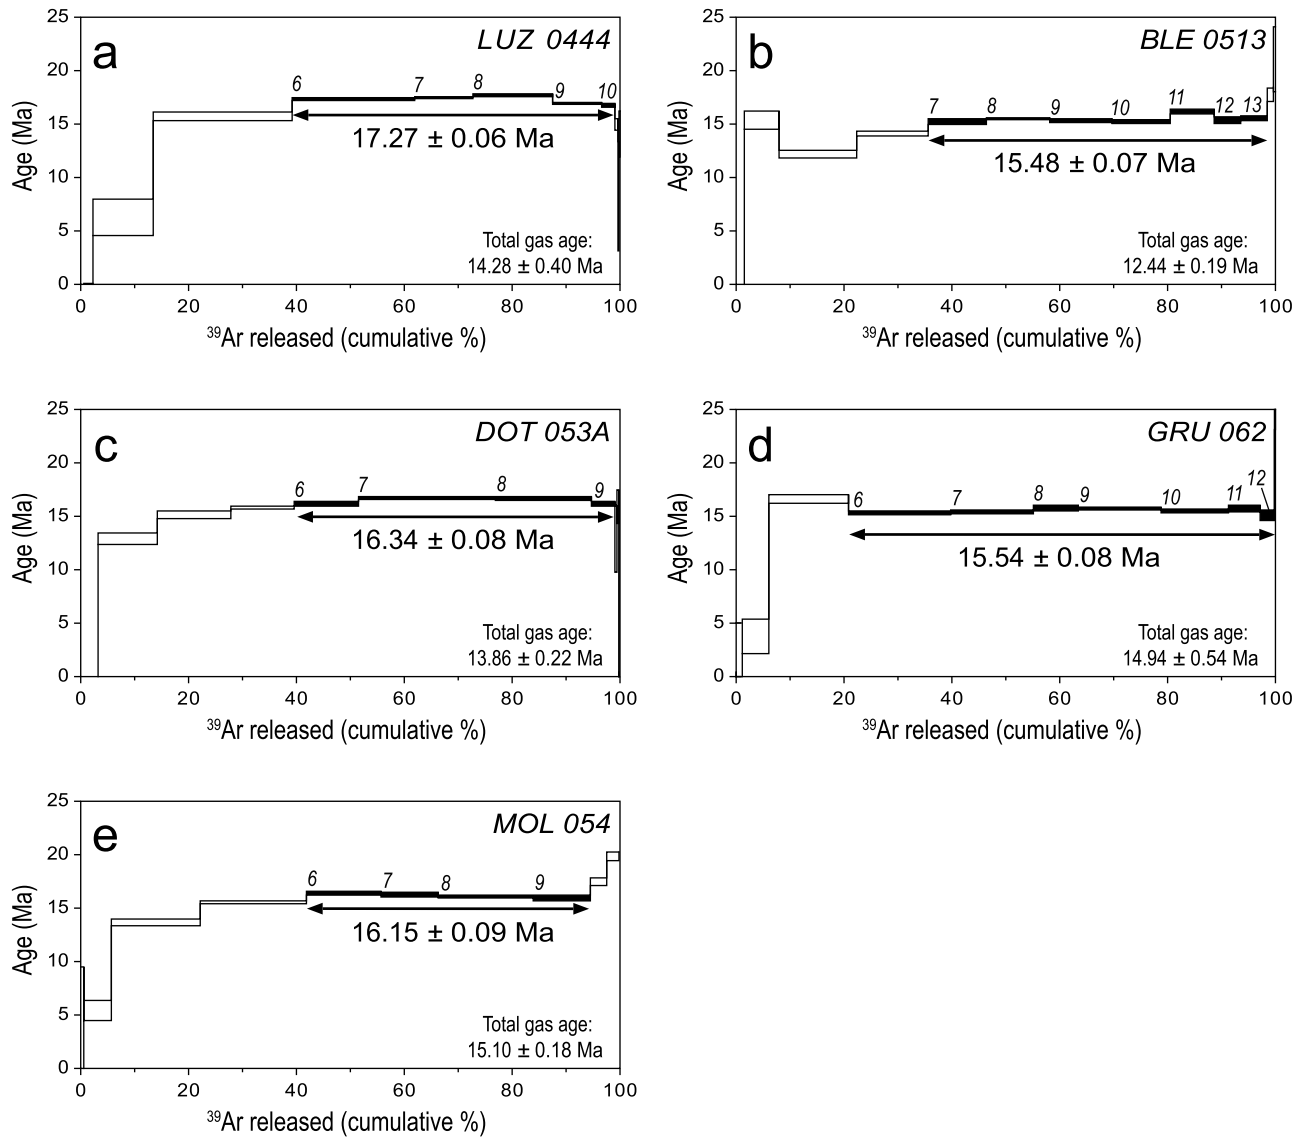 a
LUZ 0444
25
20
15
10
5
0
Age (Ma)
6
7
8
9
10
17.27 ± 0.06 Ma
Total gas age:
14.28 ± 0.40 Ma
0
20
40
60
80
100
³⁹Ar released (cumulative %)
b
BLE 0513
25
20
15
10
5
0
Age (Ma)
7
8
9
10
11
12
13
15.48 ± 0.07 Ma
Total gas age:
12.44 ± 0.19 Ma
0
20
40
60
80
100
³⁹Ar released (cumulative %)
c
DOT 053A
25
20
15
10
5
0
Age (Ma)
6
7
8
9
16.34 ± 0.08 Ma
Total gas age:
13.86 ± 0.22 Ma
0
20
40
60
80
100
³⁹Ar released (cumulative %)
d
GRU 062
25
20
15
10
5
0
Age (Ma)
6
7
8
9
10
11
12
15.54 ± 0.08 Ma
Total gas age:
14.94 ± 0.54 Ma
0
20
40
60
80
100
³⁹Ar released (cumulative %)
e
MOL 054
25
20
15
10
5
0
Age (Ma)
6
7
8
9
16.15 ± 0.09 Ma
Total gas age:
15.10 ± 0.18 Ma
0
20
40
60
80
100
³⁹Ar released (cumulative %)